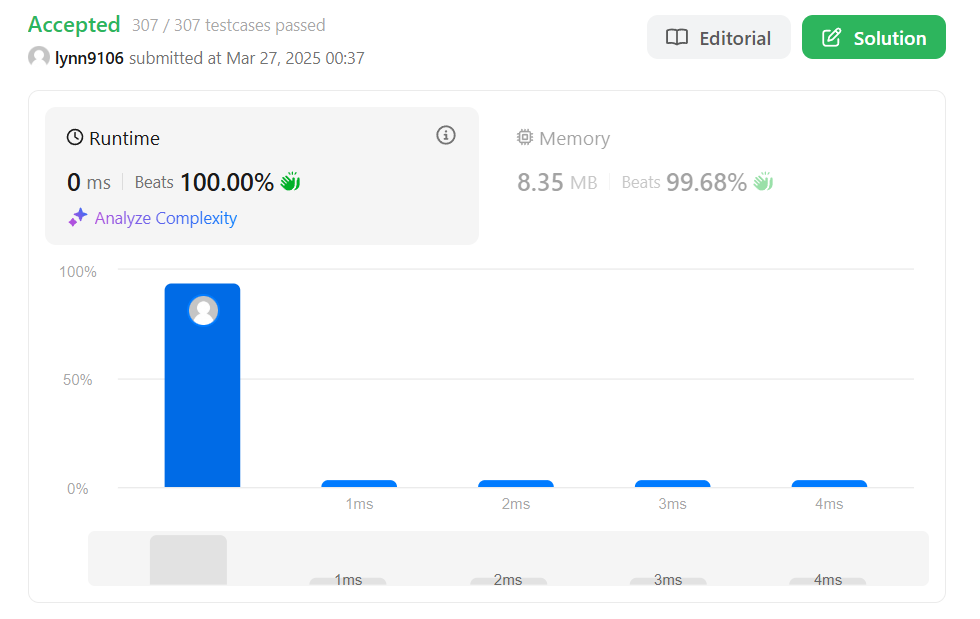 Accepted 307 / 307 testcases passed
lynn9106 submitted at Mar 27, 2025 00:37
Editorial
Solution
Runtime
0 ms Beats 100.00%
Analyze Complexity
Memory
8.35 MB Beats 99.68%
100%
50%
0%
1ms 2ms 3ms 4ms
1ms 2ms 3ms 4ms